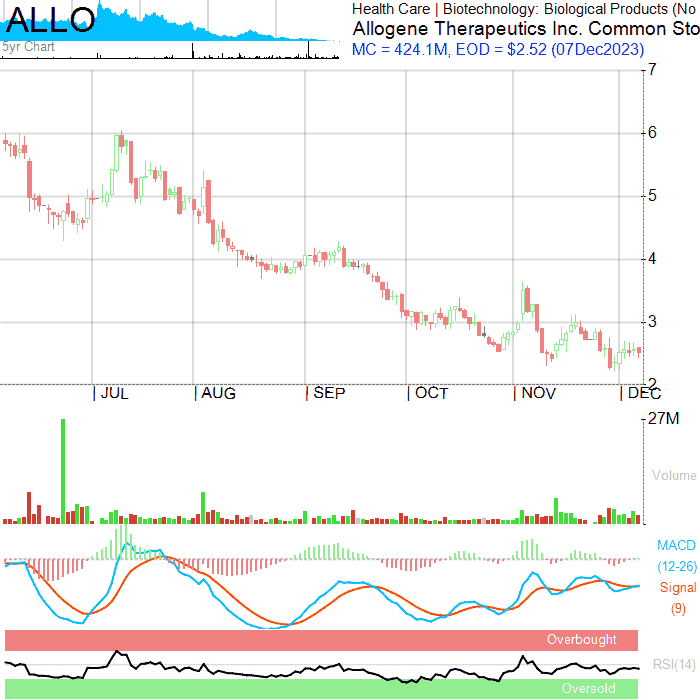 ALLO
5yr Chart
Health Care | Biotechnology: Biological Products (No
Allogene Therapeutics Inc. Common Sto
MC = 424.1M, EOD = $2.52 (07Dec2023)
7
6
5
4
3
2
JUL AUG SEP OCT NOV DEC
27M
Volume
MACD
(12-26)
Signal
(9)
Overbought
RSI(14)
Oversold